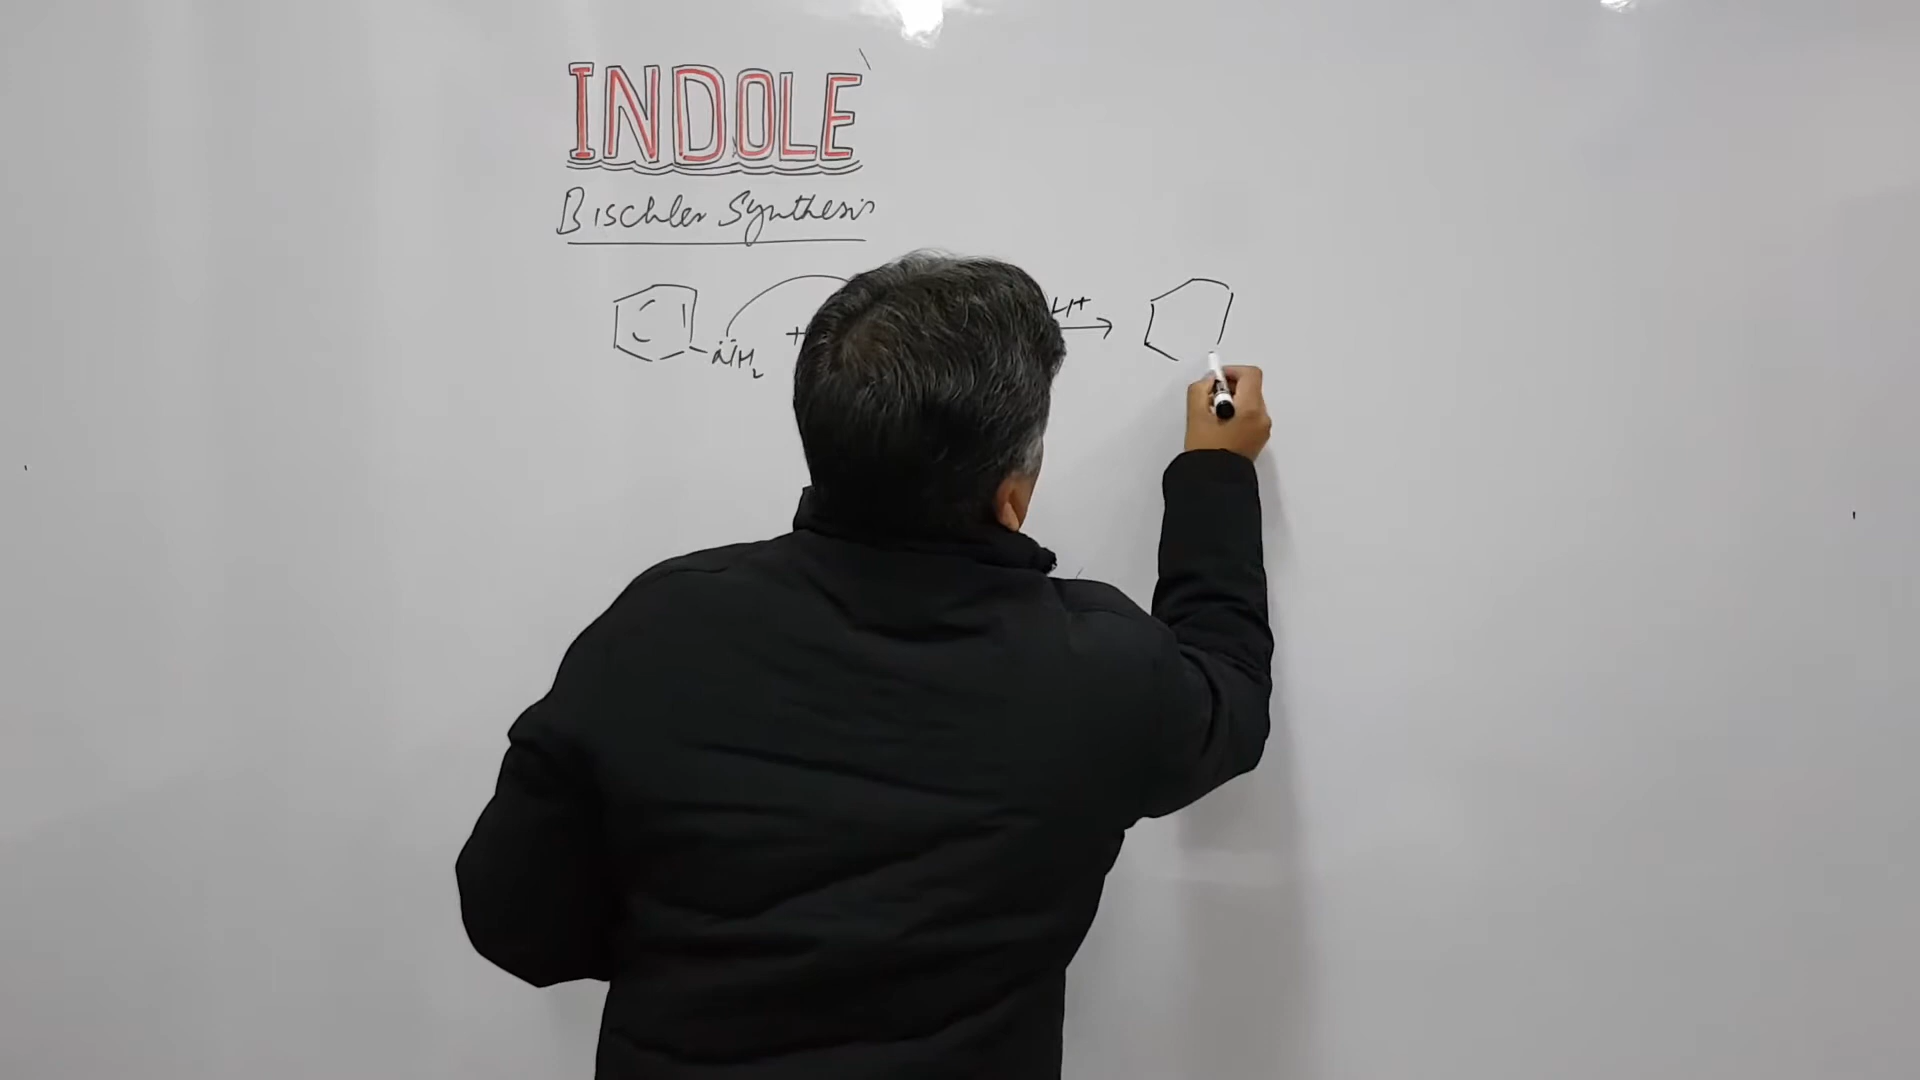 INDOLE
Bischler Synthesis
+ H+
NH2